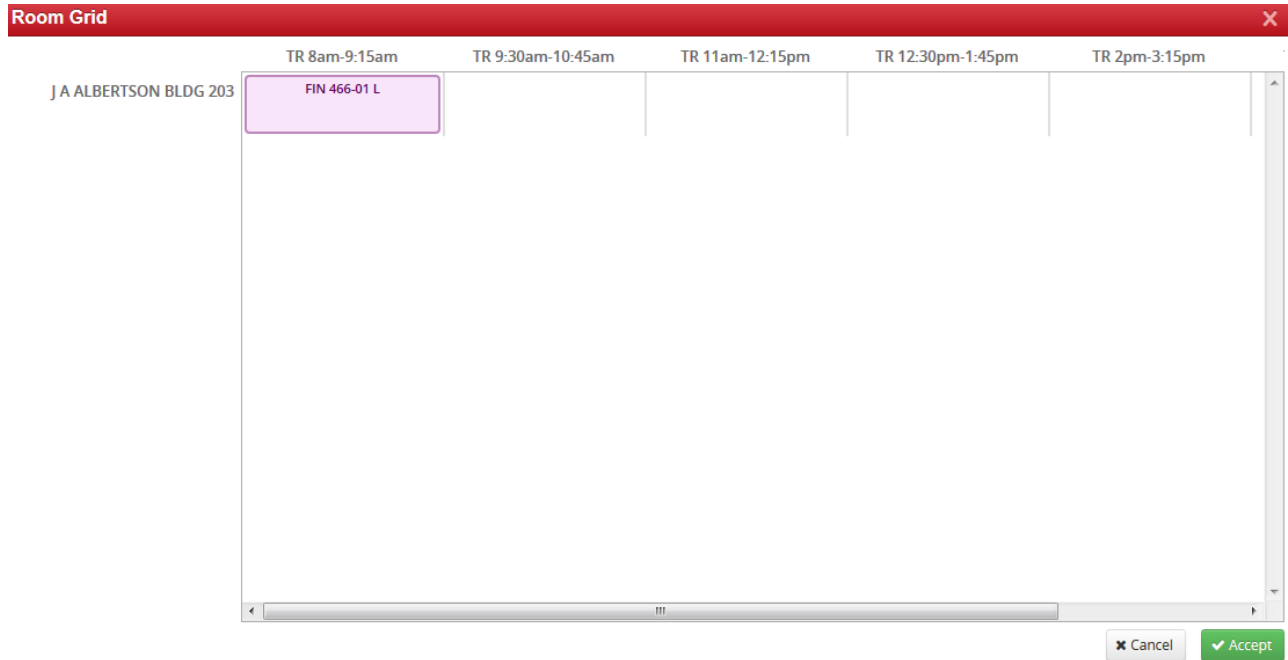 Room Grid
TR 8am-9:15am TR 9:30am-10:45am TR 11am-12:15pm TR 12:30pm-1:45pm TR 2pm-3:15pm
J A ALBERTSON BLDG 203 FIN 466-01 L
Cancel Accept